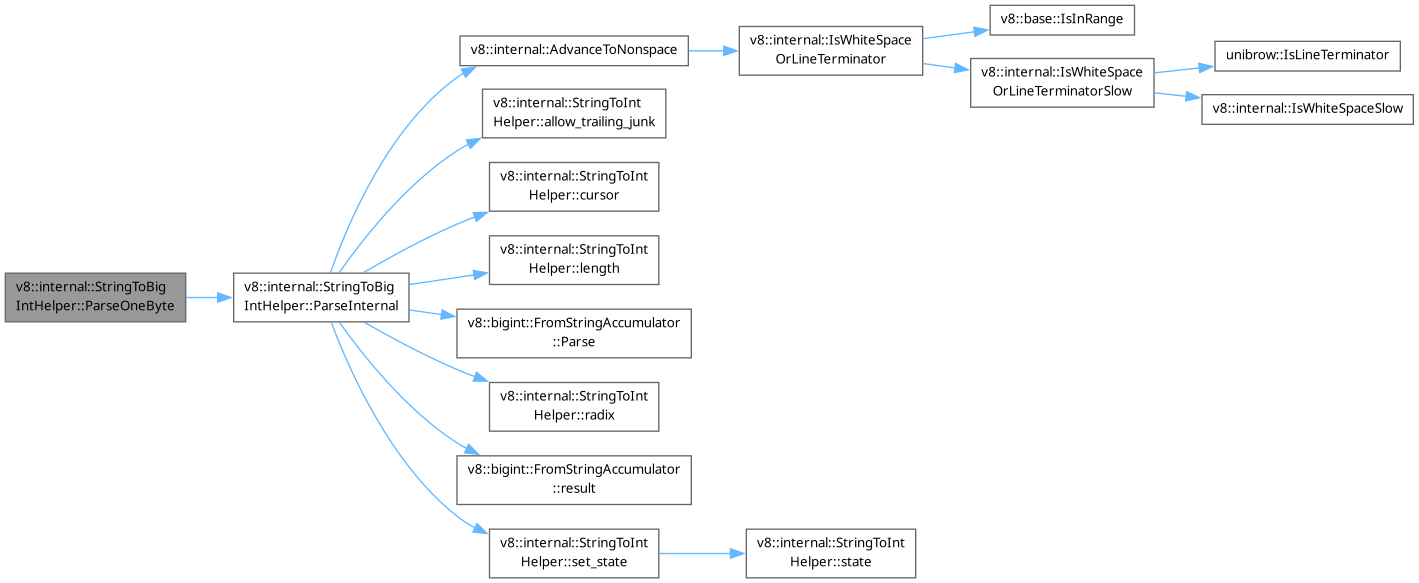 v8::internal::StringToBig
IntHelper::ParseOneByte
v8::internal::StringToBig
IntHelper::ParseInternal
v8::internal::AdvanceToNonspace
v8::internal::IsWhiteSpace
OrLineTerminator
v8::base::IsInRange
v8::internal::IsWhiteSpace
OrLineTerminatorSlow
unibrow::IsLineTerminator
v8::internal::IsWhiteSpaceSlow
v8::internal::StringToInt
Helper::allow_trailing_junk
v8::internal::StringToInt
Helper::cursor
v8::internal::StringToInt
Helper::length
v8::bigint::FromStringAccumulator
::Parse
v8::internal::StringToInt
Helper::radix
v8::bigint::FromStringAccumulator
::result
v8::internal::StringToInt
Helper::set_state
v8::internal::StringToInt
Helper::state